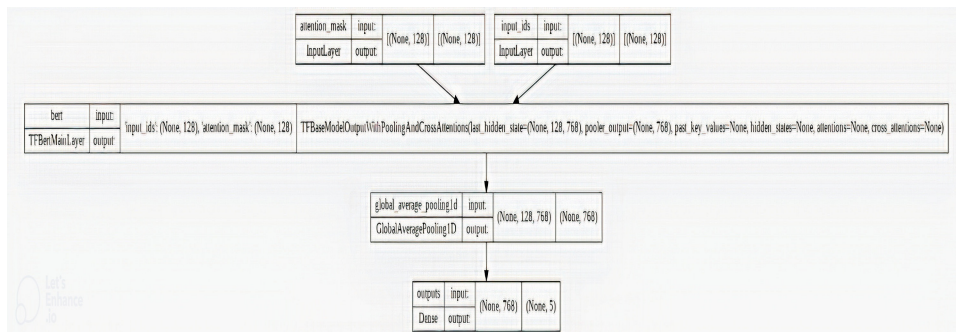 attention_mask input: [(None, 128)] [(None, 128)]
InputLayer output:
input_ids input: [(None, 128)] [(None, 128)]
InputLayer output:
bert input: 'input_ids': (None, 128), 'attention_mask': (None, 128) TFBaseModelOutputWithPoolingAndCrossAttentions(last_hidden_state=(None, 128, 768), pooler_output=(None, 768), past_key_values=None, hidden_states=None, attentions=None, cross_attentions=None)
TFBertMainLayer output:
global_average_pooling1d input: (None, 128, 768) (None, 768)
GlobalAveragePooling1D output:
outputs input: (None, 768) (None, 5)
Dense output:
Let's
Enhance
.io